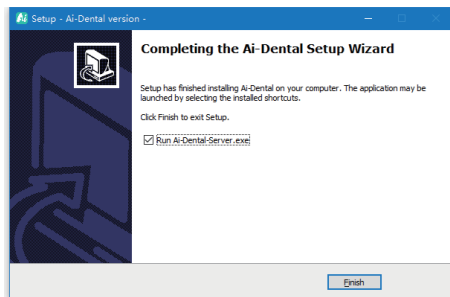 Ai Setup - Ai-Dental version -
Completing the Ai-Dental Setup Wizard
Setup has finished installing Ai-Dental on your computer. The application may be
launched by selecting the installed shortcuts.
Click Finish to exit Setup.
Run Ai-Dental-Server.exe
Finish